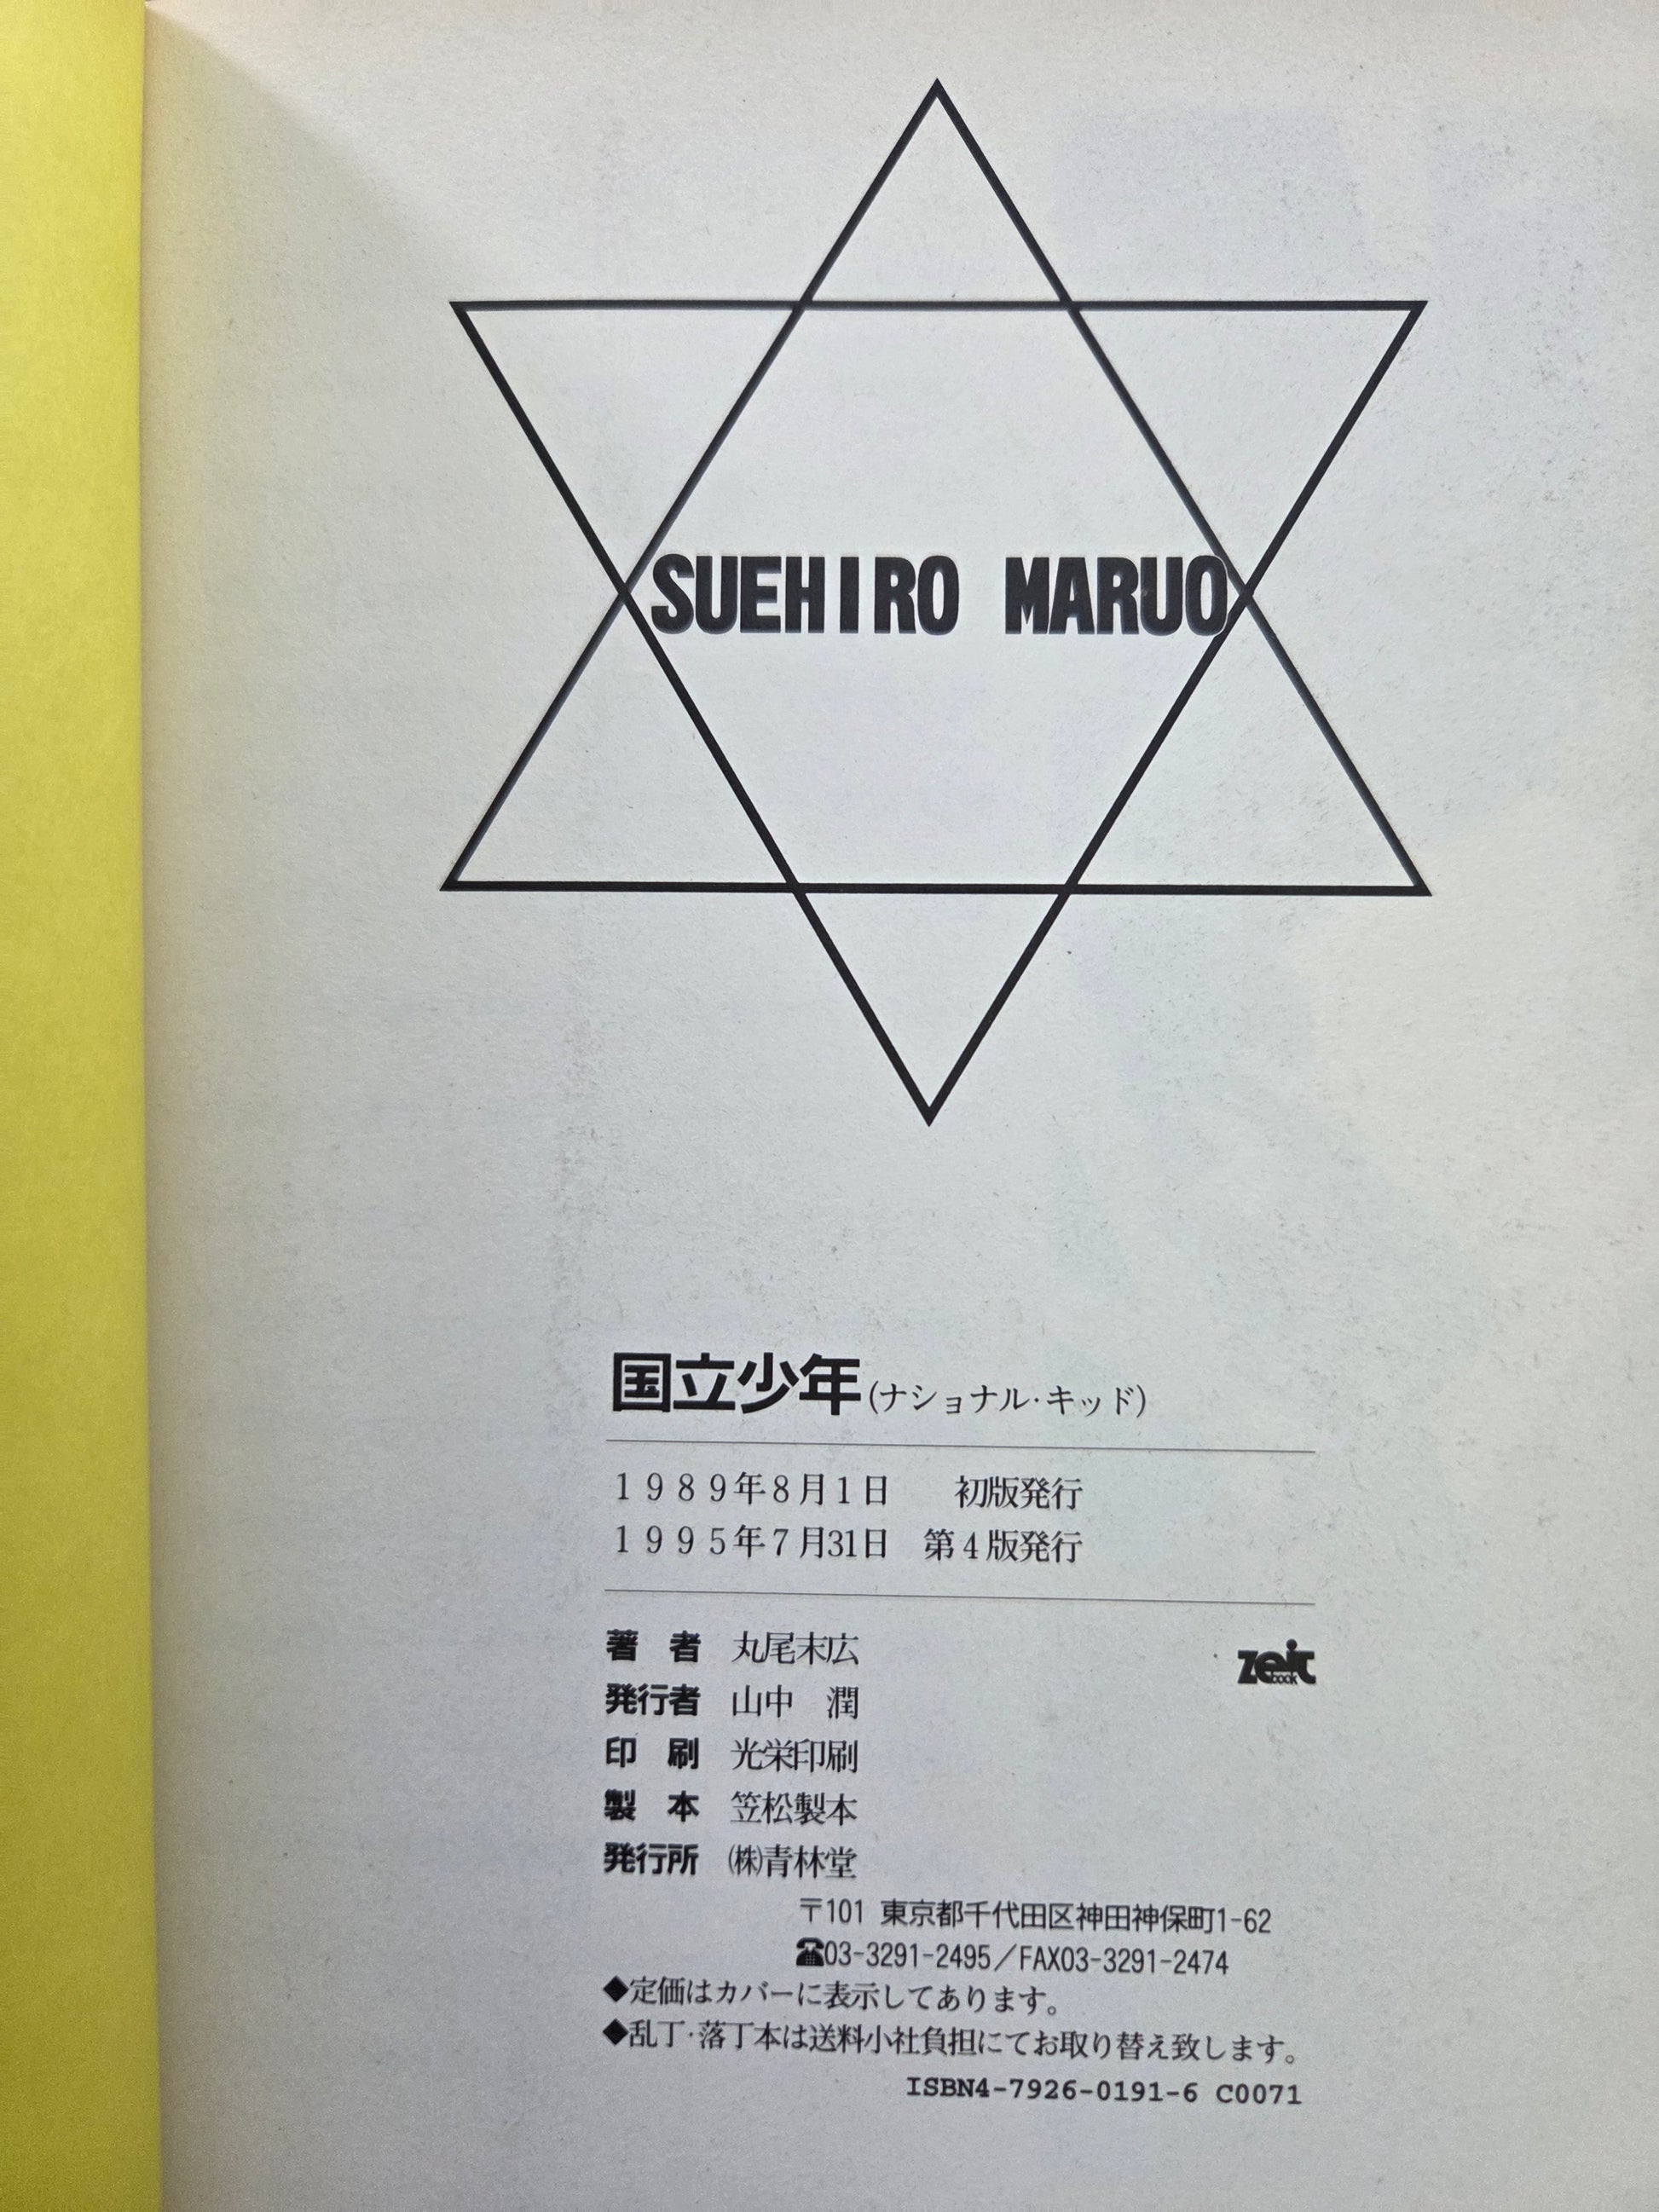 SUEHIRO MARUO
国立少年(ナショナル・キッド)
1989年8月1日 初版発行
1995年7月31日 第4版発行
著 者 丸尾末広
zeit book
発行者 山中 潤
印 刷 光栄印刷
製 本 笠松製本
発行所 ㈱青林堂
〒101 東京都千代田区神田神保町1-62
☎03-3291-2495/FAX03-3291-2474
◆定価はカバーに表示してあります。
◆乱丁・落丁本は送料小社負担にてお取り替え致します。
ISBN4-7926-0191-6 C0071